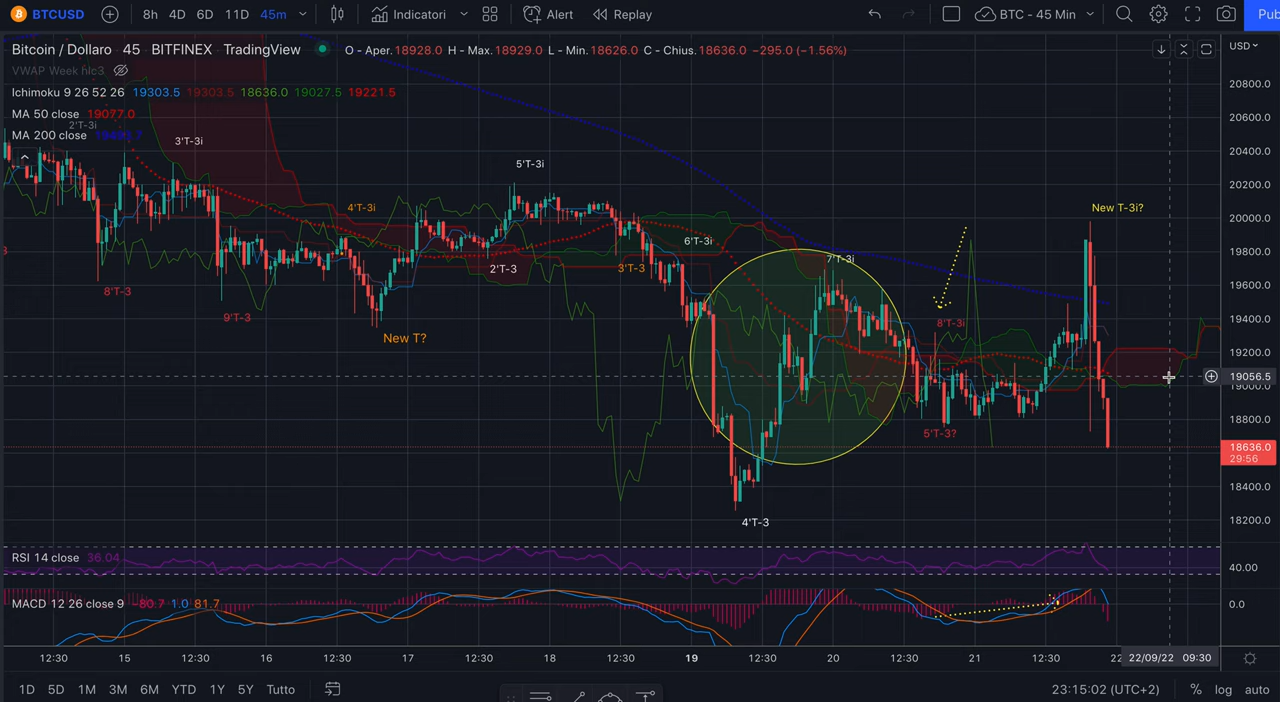 BTCUSD 8h 4D 6D 11D 45m Indicatori Alert Replay BTC - 45 Min Pub
Bitcoin / Dollaro 45 BITFINEX TradingView O - Aper.18928.0 H - Max.18929.0 L - Min.18626.0 C - Chius.18636.0 -295.0 (-1.56%) USD
VWAP Week hlc3
Ichimoku 9 26 52 26 19303.5 19303.5 18636.0 19027.5 19221.5
MA 50 close 19077.0
2'T-3i
MA 200 close
3'T-3i
5'T-3i
4'T-3i
New T-3i?
6'T-3i
7'T-3i
2'T-3
3'T-3
8'T-3
9'T-3
8'T-3i
New T?
5'T-3?
4'T-3
20800.0
20600.0
20400.0
20200.0
20000.0
19800.0
19600.0
19400.0
19200.0
19056.5
19000.0
18800.0
18636.0
29:56
18400.0
18200.0
RSI 14 close 36.04
40.00
MACD 12 26 close 9 -80.7 1.0 81.7
0.0
12:30 15 12:30 16 12:30 17 12:30 18 12:30 19 12:30 20 12:30 21 12:30 22 22/09/22 09:30
1D 5D 1M 3M 6M YTD 1Y 5Y Tutto 23:15:02 (UTC+2) % log auto